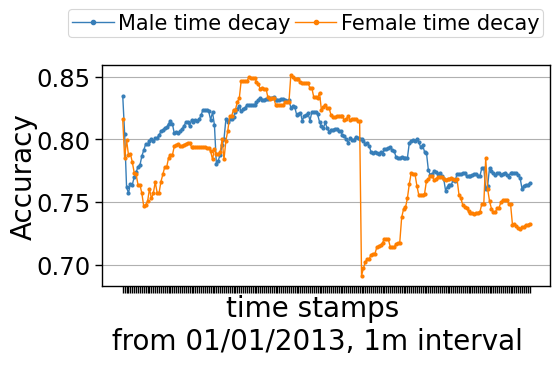 Male time decay Female time decay
0.85
0.80
0.75
0.70
Accuracy
time stamps
from 01/01/2013, 1m interval